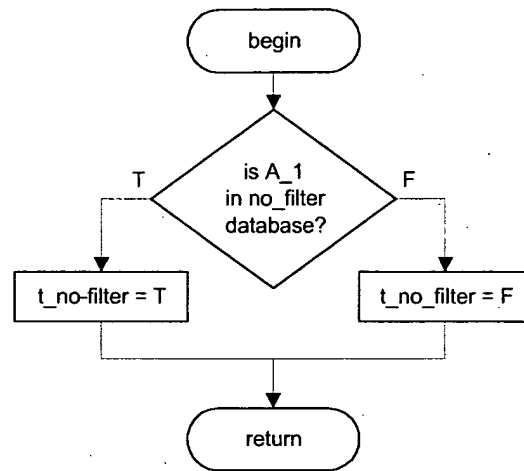 begin
T
is A_1
in no_filter
database?
F
t_no-filter = T
t_no_filter = F
return